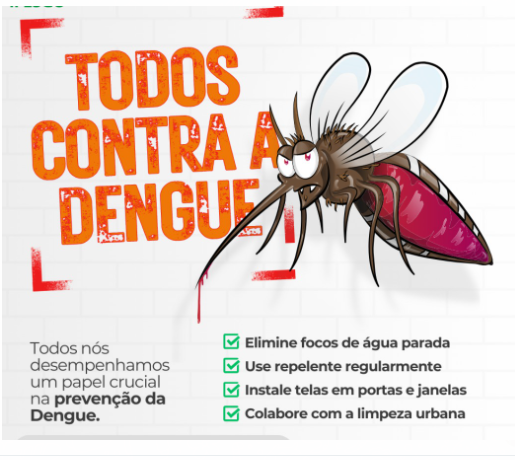 TODOS
CONTRA A
DENGUE
Todos nós
desempenhamos
um papel crucial
na prevenção da
Dengue.
Elimine focos de água parada
Use repelente regularmente
Instale telas em portas e janelas
Colabore com a limpeza urbana